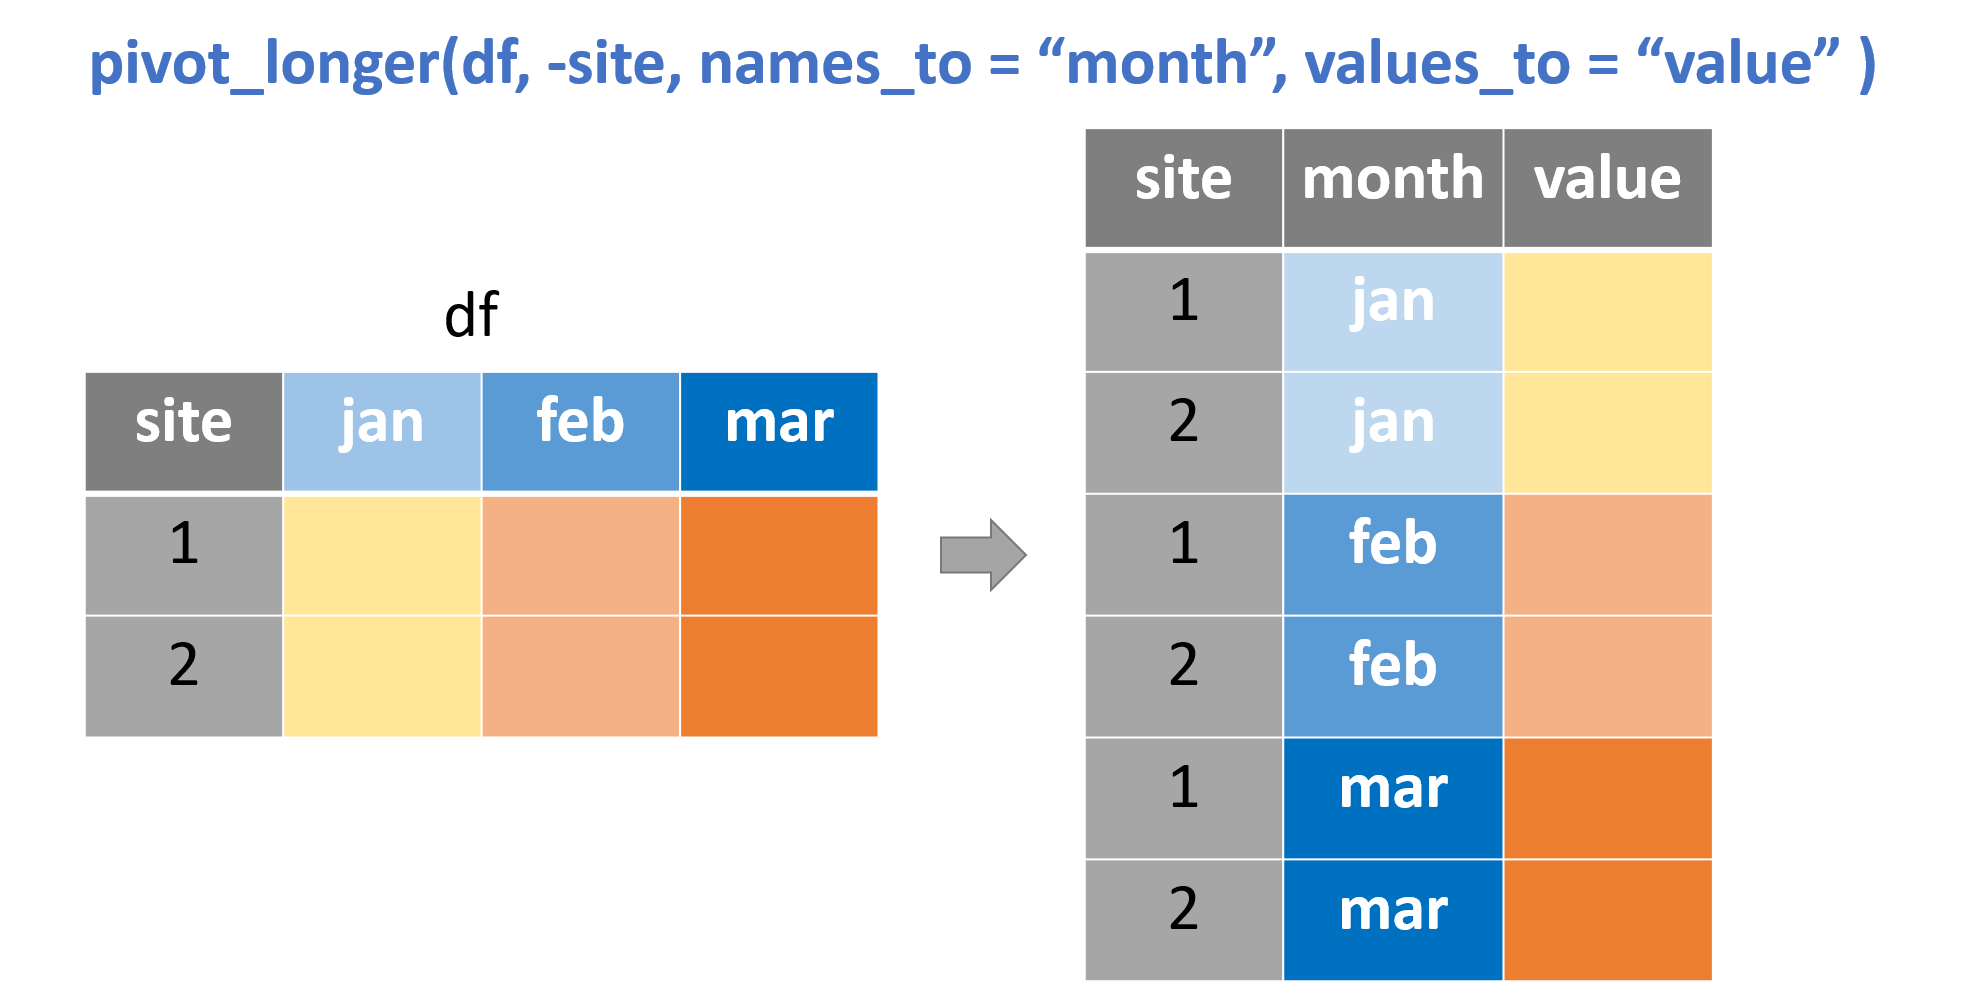 pivot_longer(df, -site, names_to = “month”, values_to = “value” )
df
site jan feb mar
1
2
site month value
1 jan
2 jan
1 feb
2 feb
1 mar
2 mar